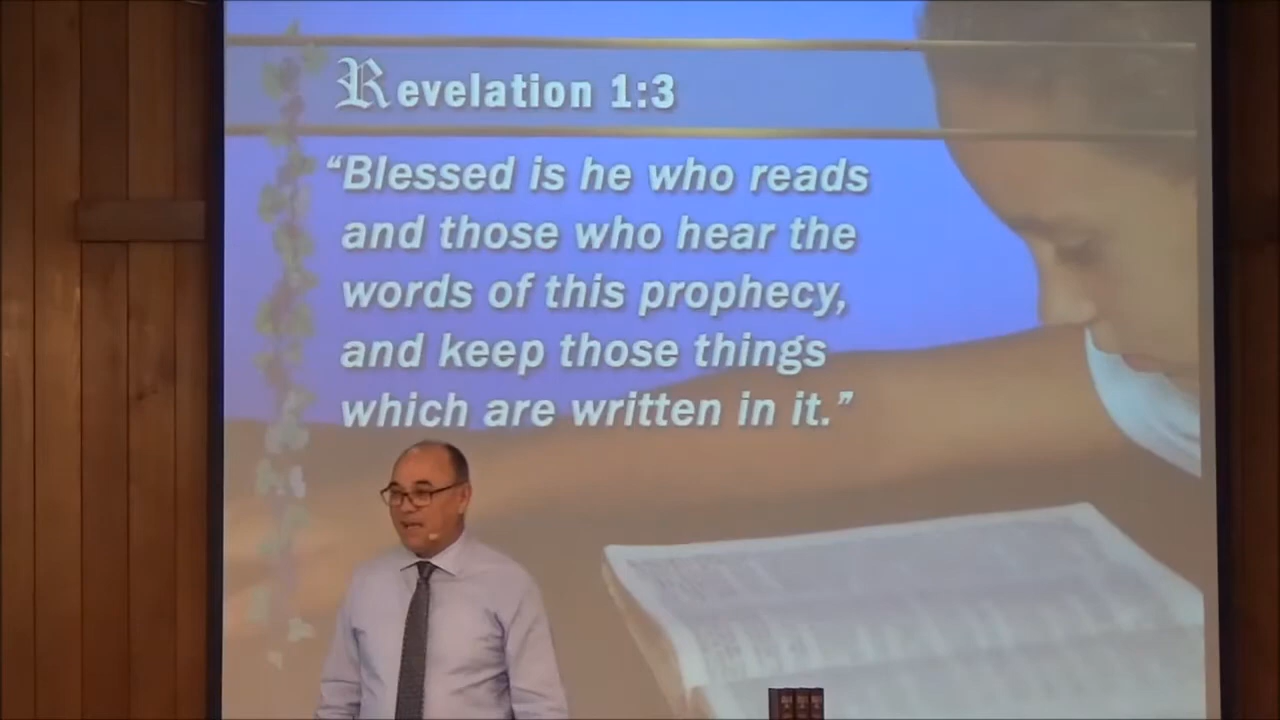 Revelation 1:3
“Blessed is he who reads
and those who hear the
words of this prophecy,
and keep those things
which are written in it.”